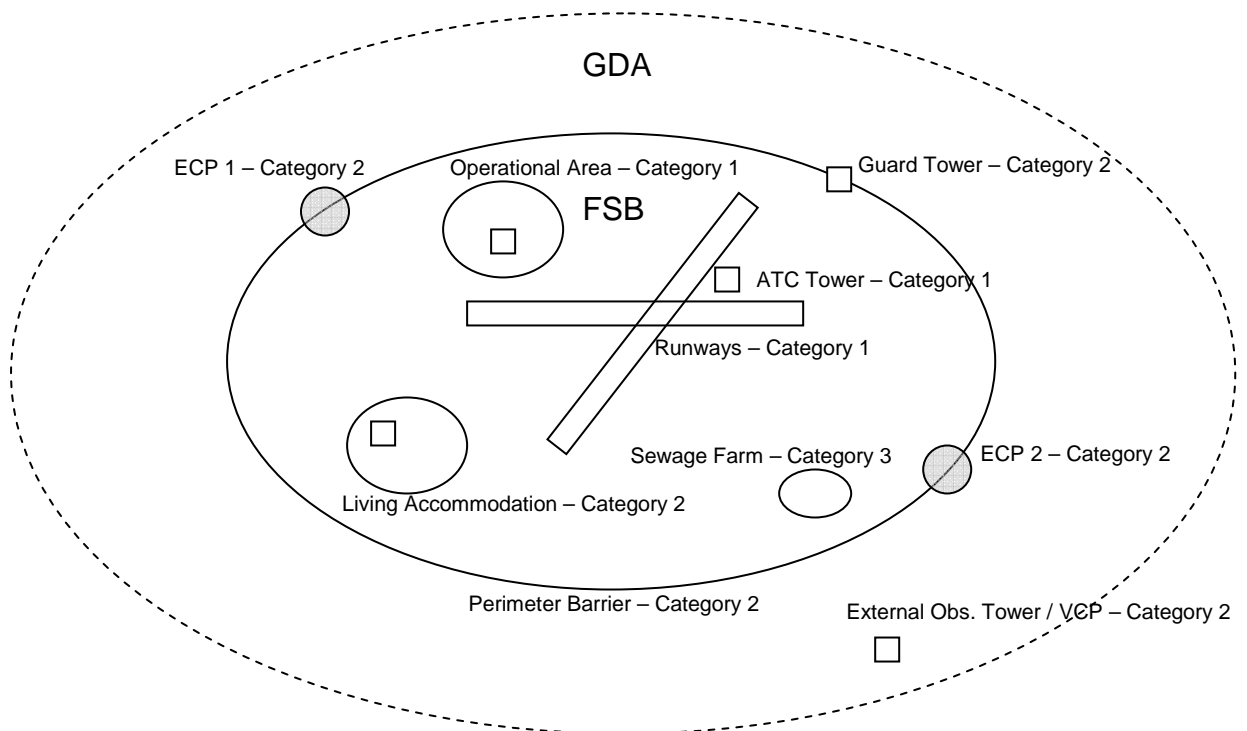 GDA
ECP 1 – Category 2
Operational Area – Category 1
Guard Tower – Category 2
FSB
ATC Tower – Category 1
Runways – Category 1
Sewage Farm – Category 3
ECP 2 – Category 2
Living Accommodation – Category 2
Perimeter Barrier – Category 2
External Obs. Tower / VCP – Category 2